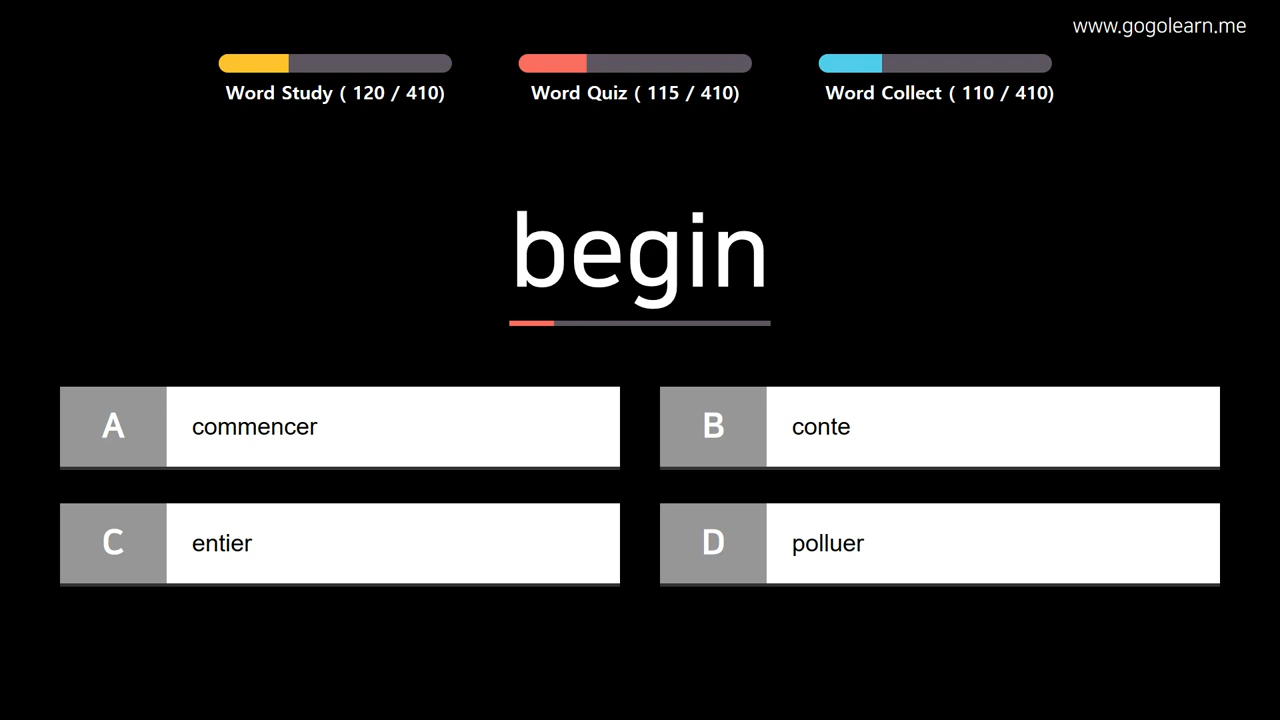 www.gogolearn.me
Word Study ( 120 / 410)
Word Quiz ( 115 / 410)
Word Collect ( 110 / 410)
begin
A commencer
B conte
C entier
D polluer